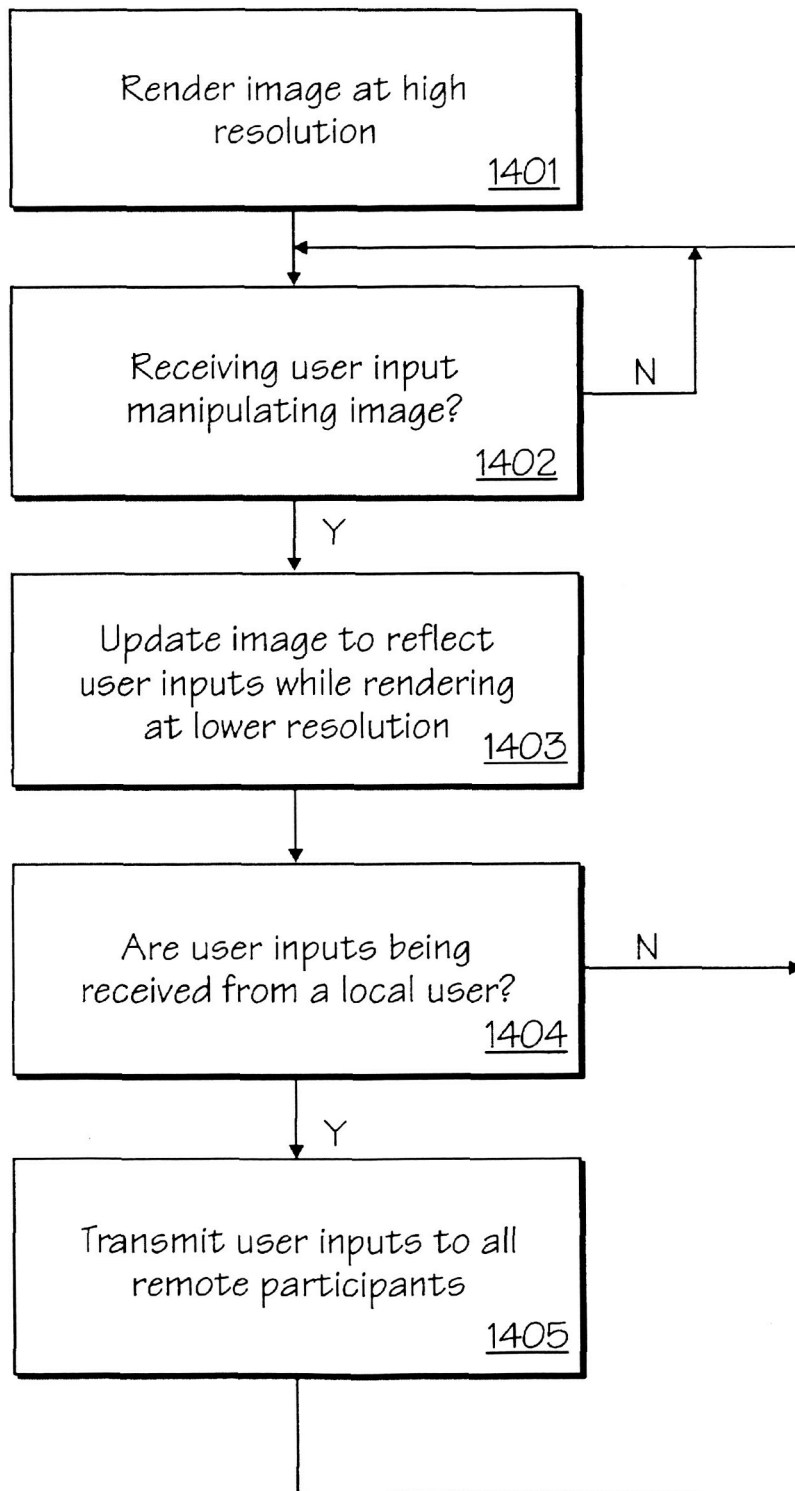 Render image at high
resolution
1401
Receiving user input
manipulating image?
1402
N
Y
Update image to reflect
user inputs while rendering
at lower resolution
1403
Are user inputs being
received from a local user?
1404
N
Y
Transmit user inputs to all
remote participants
1405